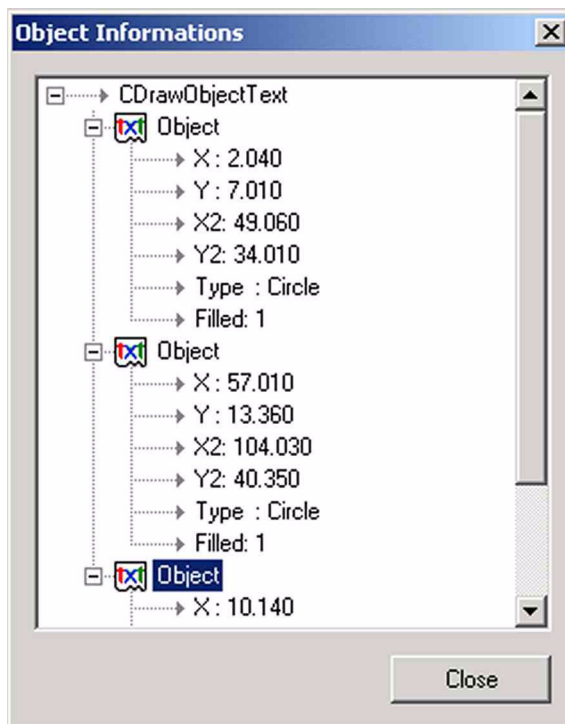 Object Informations
CDrawObjectText
txt Object
X : 2.040
Y : 7.010
X2: 49.060
Y2: 34.010
Type : Circle
Filled: 1
txt Object
X : 57.010
Y : 13.360
X2: 104.030
Y2: 40.350
Type : Circle
Filled: 1
txt Object
X : 10.140
Close